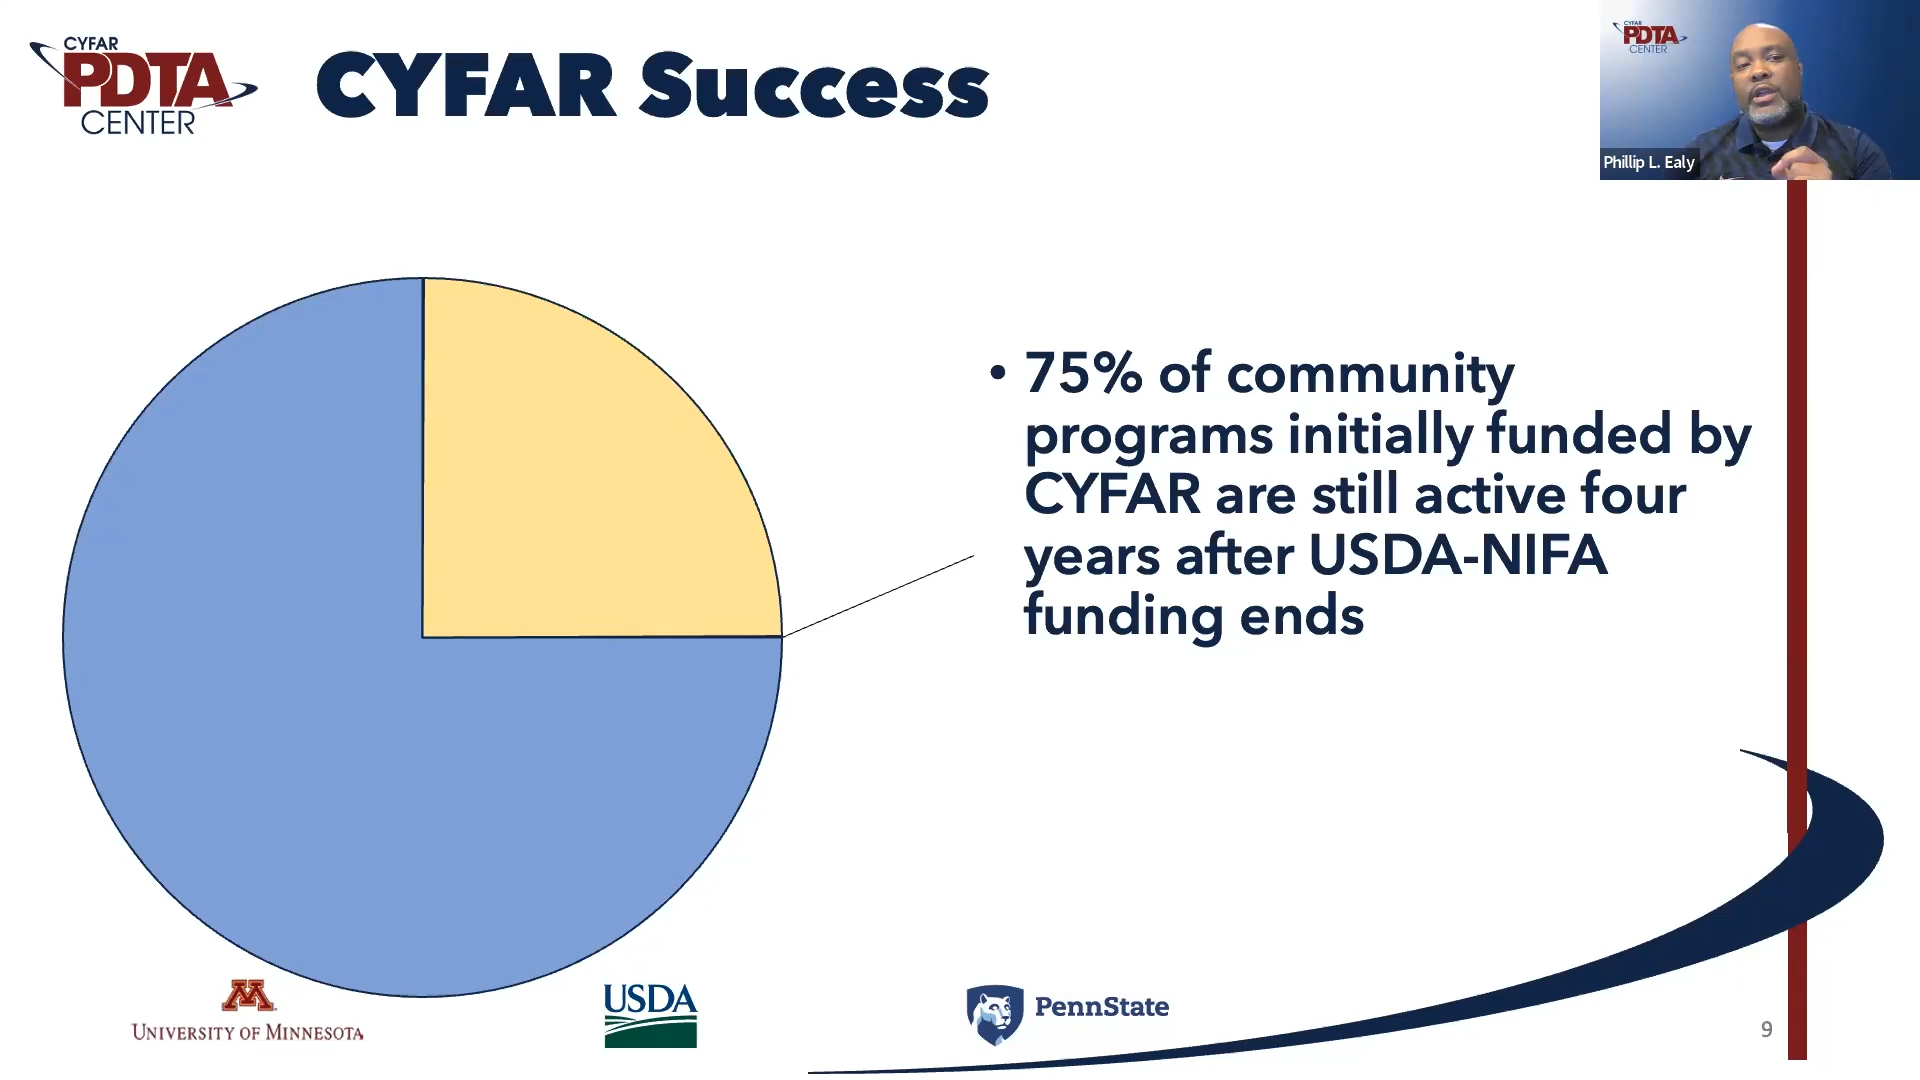 CYFAR
PDTA
CENTER
CYFAR Success
CYFAR
PDTA
CENTER
Phillip L. Ealy
• 75% of community
programs initially funded by
CYFAR are still active four
years after USDA-NIFA
funding ends
M
UNIVERSITY OF MINNESOTA
USDA
PennState
9